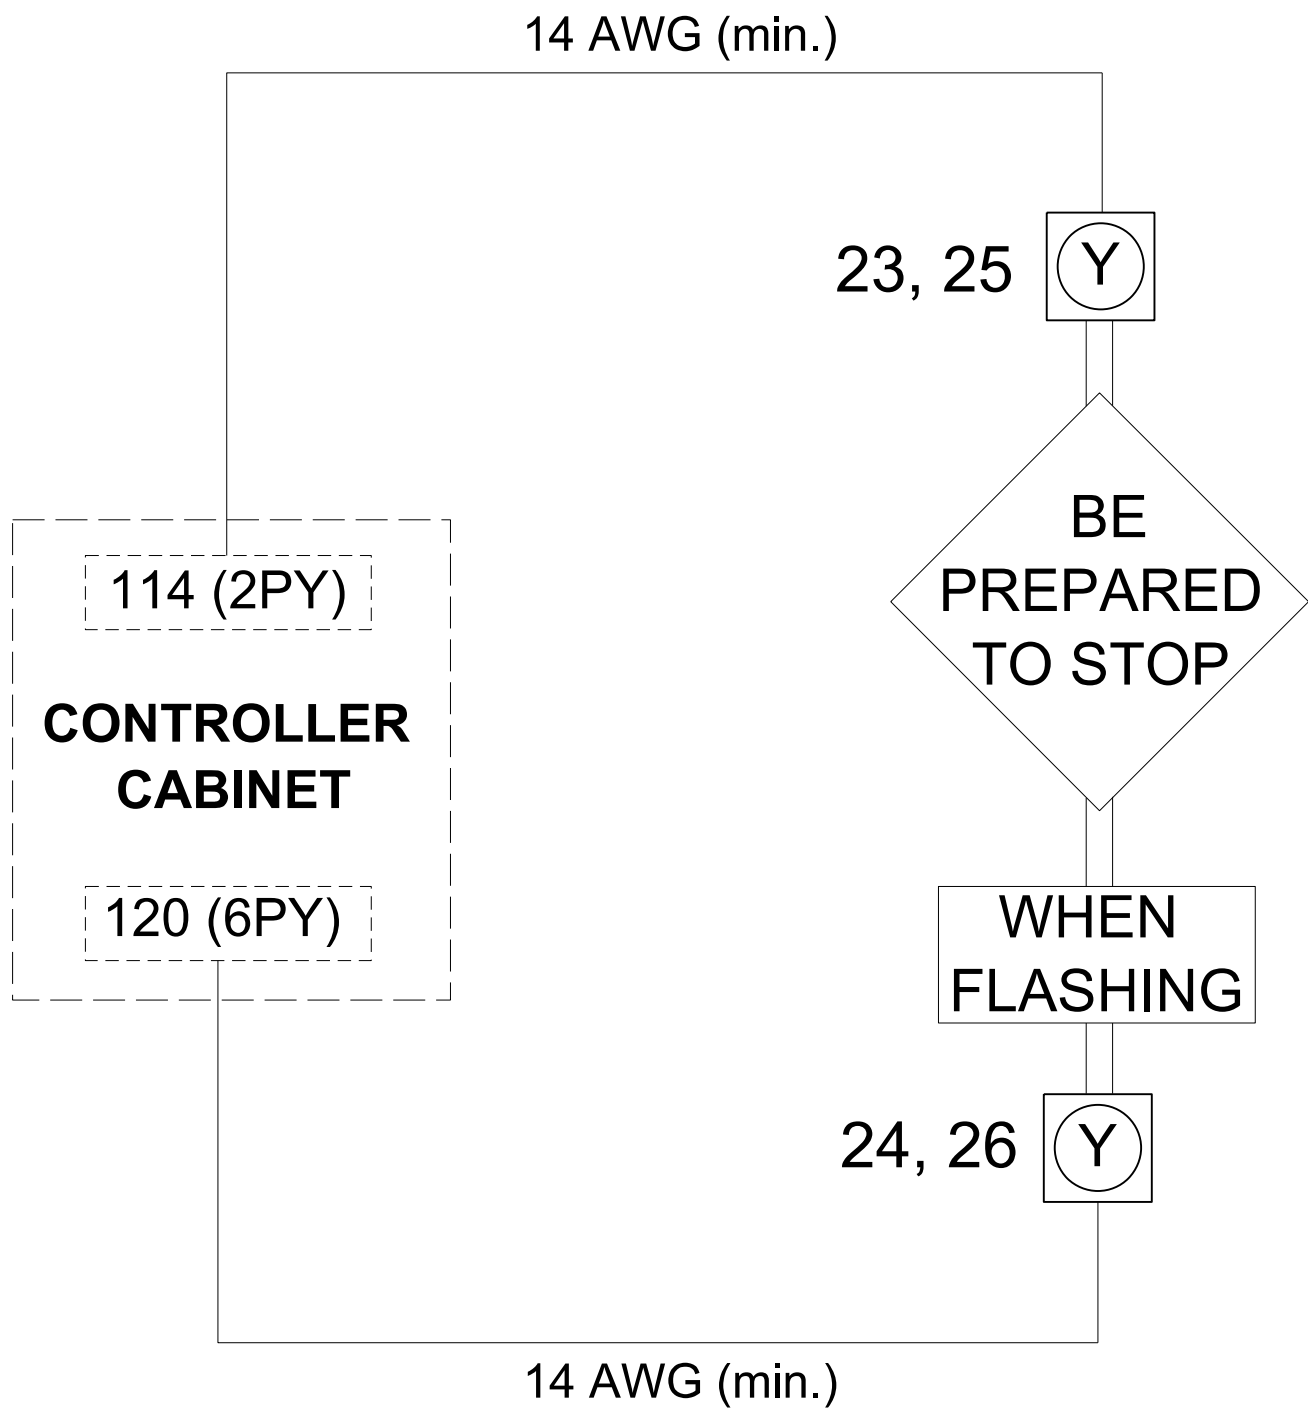 14 AWG (min.)
23, 25
Y
BE
PREPARED
TO STOP
114 (2PY)
CONTROLLER
CABINET
120 (6PY)
WHEN
FLASHING
24, 26
Y
14 AWG (min.)